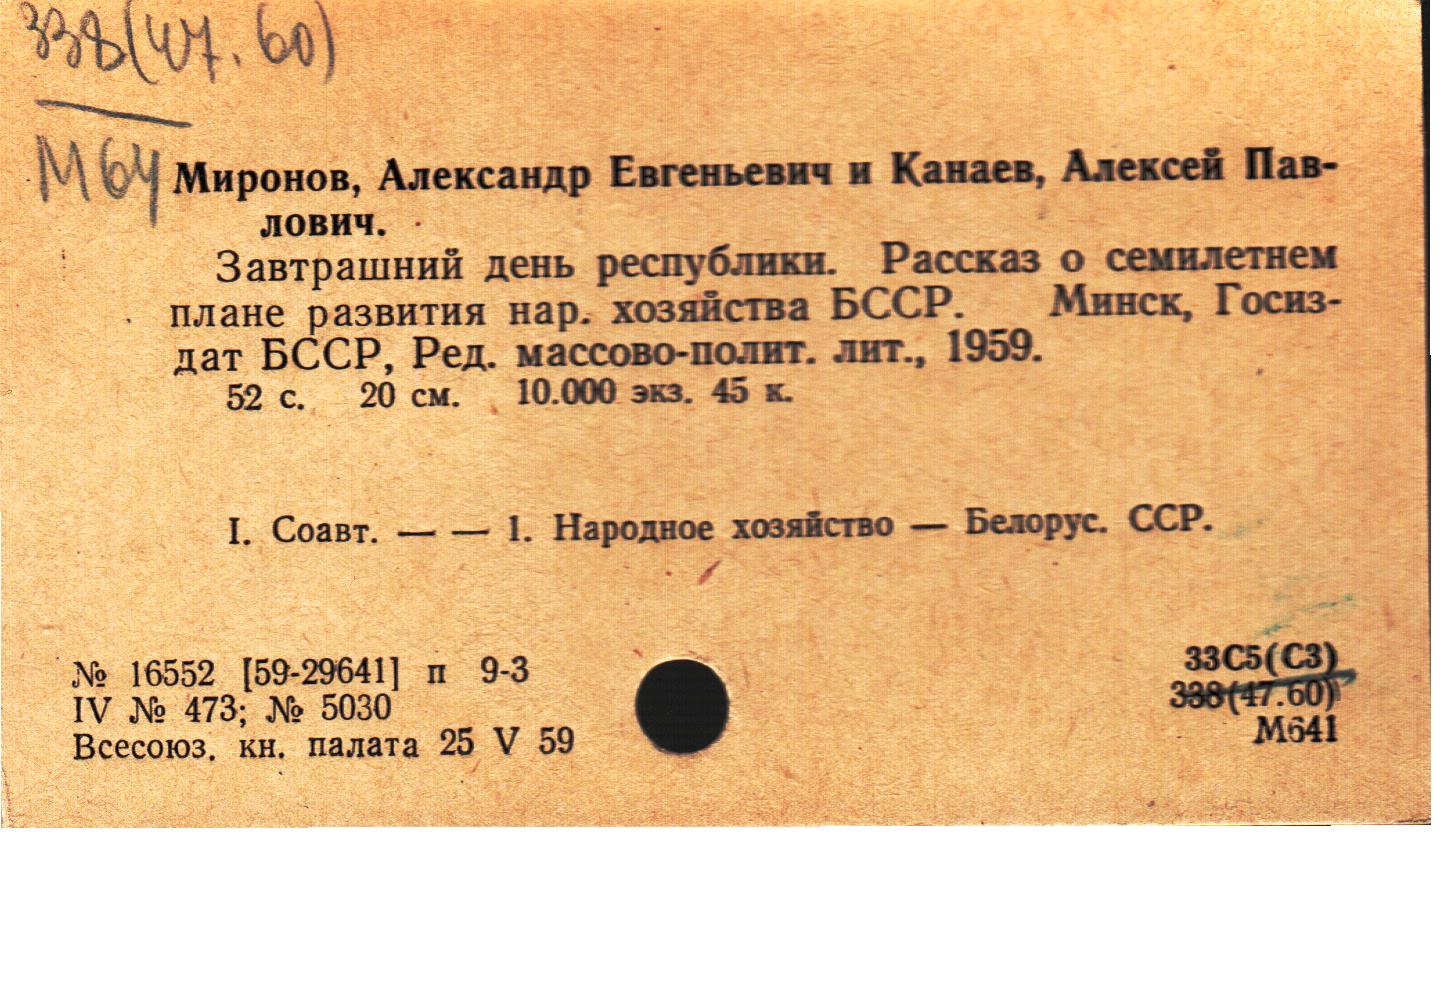 338(47.60)
М64
Миронов, Александр Евгеньевич и Канаев, Алексей Пав-
лович.
Завтрашний день республики. Рассказ о семилетнем
плане развития нар. хозяйства БССР. Минск, Госиз-
дат БССР, Ред. массово-полит. лит., 1959.
52 с. 20 см. 10.000 экз. 45 к.
I. Соавт. — — 1. Народное хозяйство — Белорус. ССР.
№ 16552 [59-29641] п 9-3
IV № 473; № 5030
Всесоюз. кн. палата 25 V 59
33С5(С3)
338(47.60)
М641